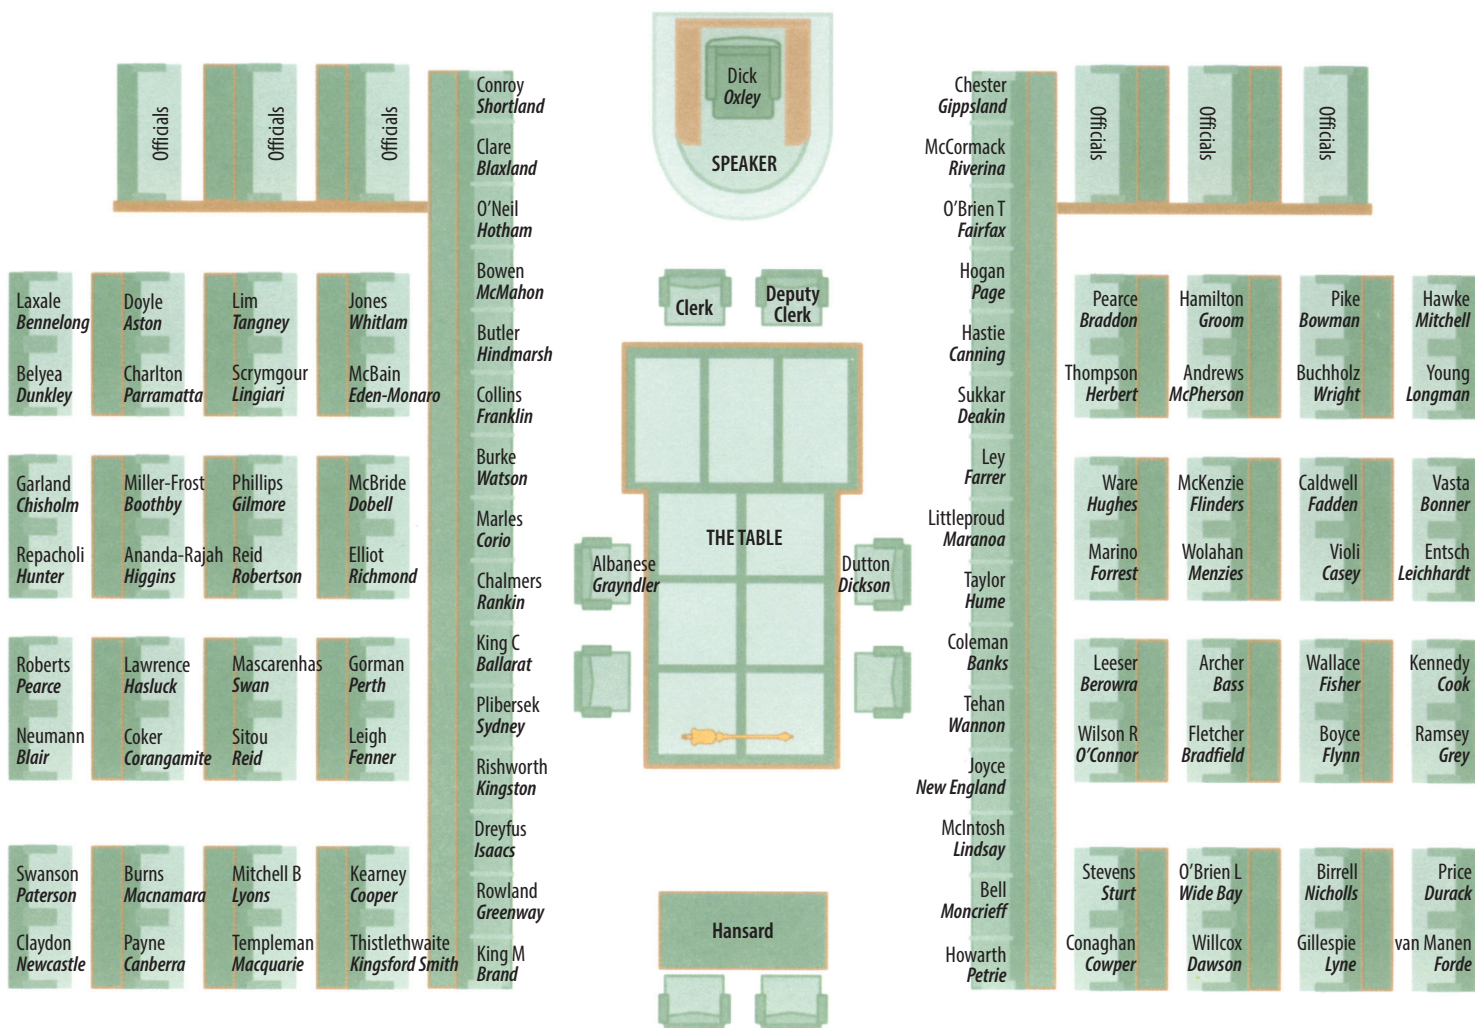 Officials
Officials
Officials
Conroy
Shortland
Clare
Blaxland
O'Neil
Hotham
Bowen
McMahon
Butler
Hindmarsh
Collins
Franklin
Burke
Watson
Marles
Corio
Chalmers
Rankin
King C
Ballarat
Plibersek
Sydney
Rishworth
Kingston
Dreyfus
Isaacs
Rowland
Greenway
King M
Brand
Laxale
Bennelong
Doyle
Aston
Lim
Tangney
Jones
Whitlam
Belyea
Dunkley
Charlton
Parramatta
Scrymgour
Lingiari
McBain
Eden-Monaro
Garland
Chisholm
Miller-Frost
Boothby
Phillips
Gilmore
McBride
Dobell
Repacholi
Hunter
Ananda-Rajah
Higgins
Reid
Robertson
Elliot
Richmond
Roberts
Pearce
Lawrence
Hasluck
Mascarenhas
Swan
Gorman
Perth
Neumann
Blair
Coker
Corangamite
Sitou
Reid
Leigh
Fenner
Swanson
Paterson
Burns
Macnamara
Mitchell B
Lyons
Kearney
Cooper
Claydon
Newcastle
Payne
Canberra
Templeman
Macquarie
Thistlethwaite
Kingsford Smith
Dick
Oxley
SPEAKER
Clerk
Deputy
Clerk
THE TABLE
Albanese
Grayndler
Dutton
Dickson
Hansard
Chester
Gippsland
McCormack
Riverina
O'Brien T
Fairfax
Hogan
Page
Hastie
Canning
Sukkar
Deakin
Ley
Farrer
Littleproud
Maranoa
Taylor
Hume
Coleman
Banks
Tehan
Wannon
Joyce
New England
McIntosh
Lindsay
Bell
Moncrieff
Howarth
Petrie
Officials
Officials
Officials
Pearce
Braddon
Hamilton
Groom
Pike
Bowman
Hawke
Mitchell
Thompson
Herbert
Andrews
McPherson
Buchholz
Wright
Young
Longman
Ware
Hughes
McKenzie
Flinders
Caldwell
Fadden
Vasta
Bonner
Marino
Forrest
Wolahan
Menzies
Violi
Casey
Entsch
Leichhardt
Leeser
Berowra
Archer
Bass
Wallace
Fisher
Kennedy
Cook
Wilson R
O'Connor
Fletcher
Bradfield
Boyce
Flynn
Ramsey
Grey
Stevens
Sturt
O'Brien L
Wide Bay
Birrell
Nicholls
Price
Durack
Conaghan
Cowper
Willcox
Dawson
Gillespie
Lyne
van Manen
Forde